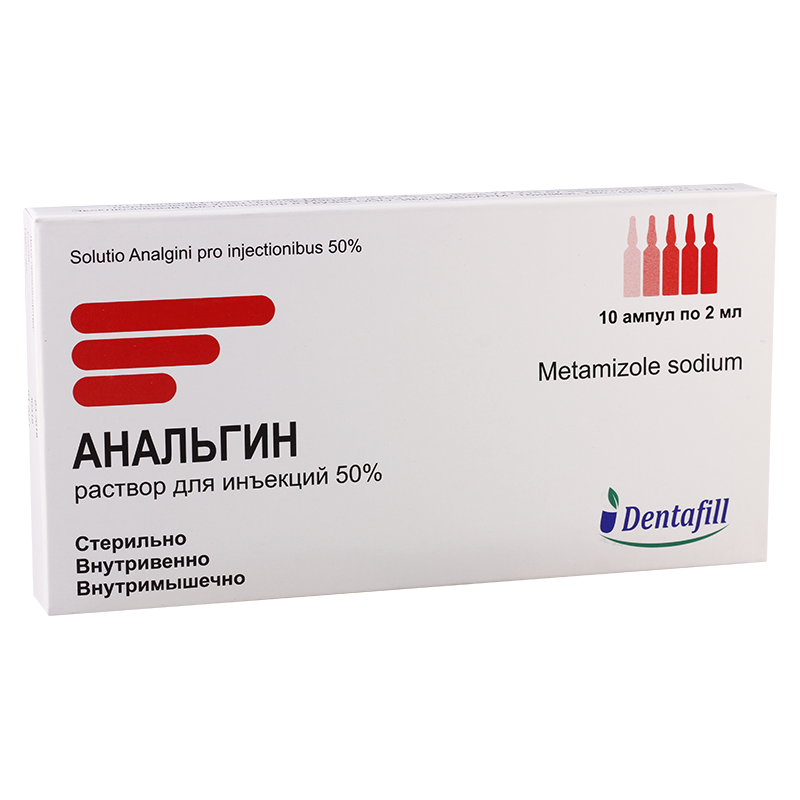 Solutio Analgini pro injectionibus 50%
10 ампул по 2 мл
Metamizole sodium
АНАЛЬГИН
раствор для инъекций 50%
Стерильно
Внутривенно
Внутримышечно
Dentafill